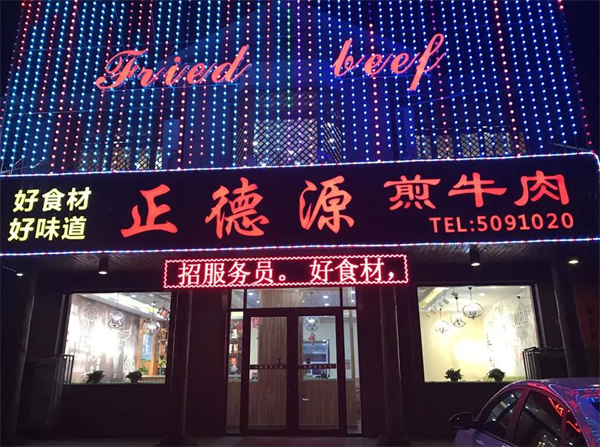 Fried beef
好食材
好味道
正德源
煎牛肉
TEL:5091020
招服务员。好食材,